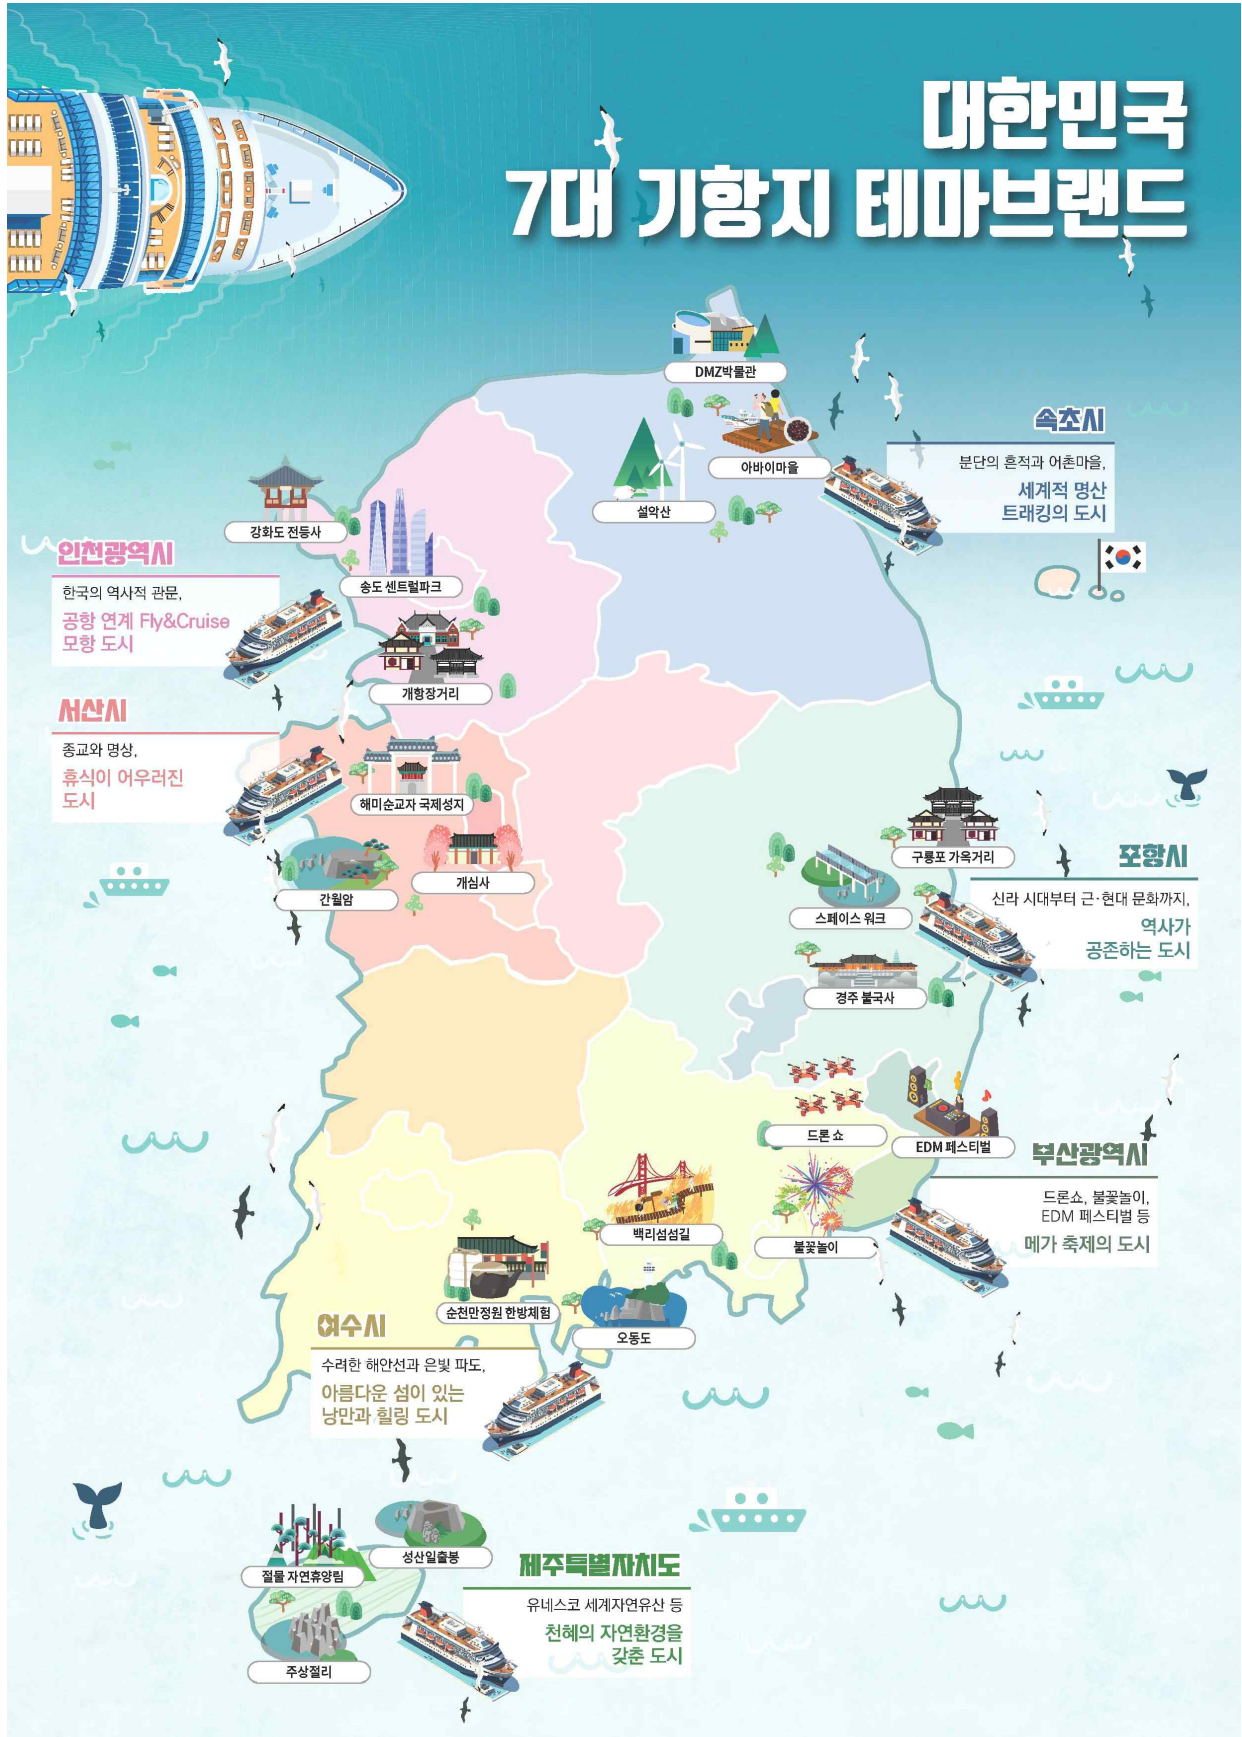 대한민국
7대 기항지 테마브랜드
DMZ박물관
아바이마을
설악산
속초시
분단의 흔적과 어촌마을,
세계적 명산
트래킹의 도시
강화도 전등사
송도 센트럴파크
개항장거리
인천광역시
한국의 역사적 관문,
공항 연계 Fly&Cruise
모항 도시
서산시
종교와 명상,
휴식이 어우러진
도시
해미순교자 국제성지
개심사
간월암
구룡포 가옥거리
스페이스 워크
경주 불국사
포항시
신라 시대부터 근·현대 문화까지,
역사가
공존하는 도시
드론 쇼
EDM 페스티벌
불꽃놀이
부산광역시
드론쇼, 불꽃놀이,
EDM 페스티벌 등
메가 축제의 도시
백리섬섬길
순천만정원 한방체험
오동도
여수시
수려한 해안선과 은빛 파도,
아름다운 섬이 있는
낭만과 힐링 도시
성산일출봉
절물 자연휴양림
주상절리
제주특별자치도
유네스코 세계자연유산 등
천혜의 자연환경을
갖춘 도시